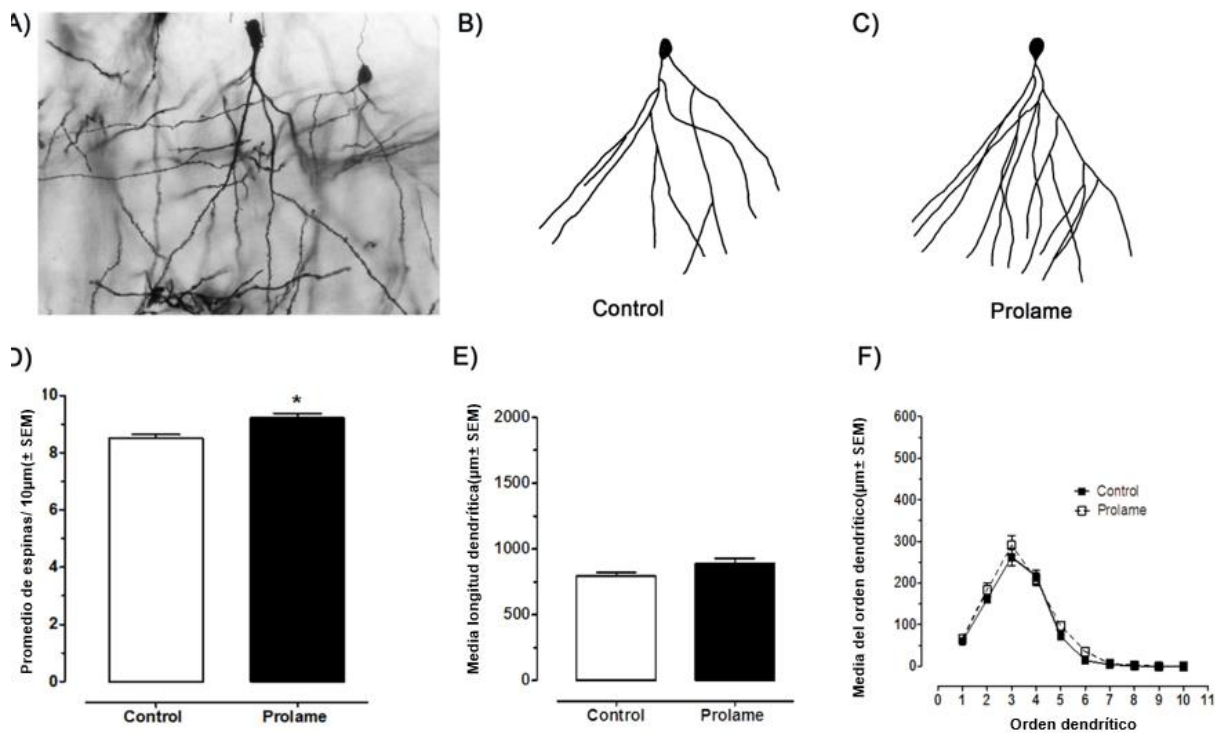 A)
B)
C)
Control
Prolame
D)
Promedio de espinas/ 10μm(± SEM)
10
8
6
4
2
0
*
Control
Prolame
E)
Media longitud dendrítica(μm± SEM)
2000
1500
1000
750
500
250
0
Control
Prolame
F)
Media del orden dendrítico(μm± SEM)
600
500
400
300
200
100
0
Control
Prolame
0 1 2 3 4 5 6 7 8 9 10 11
Orden dendrítico